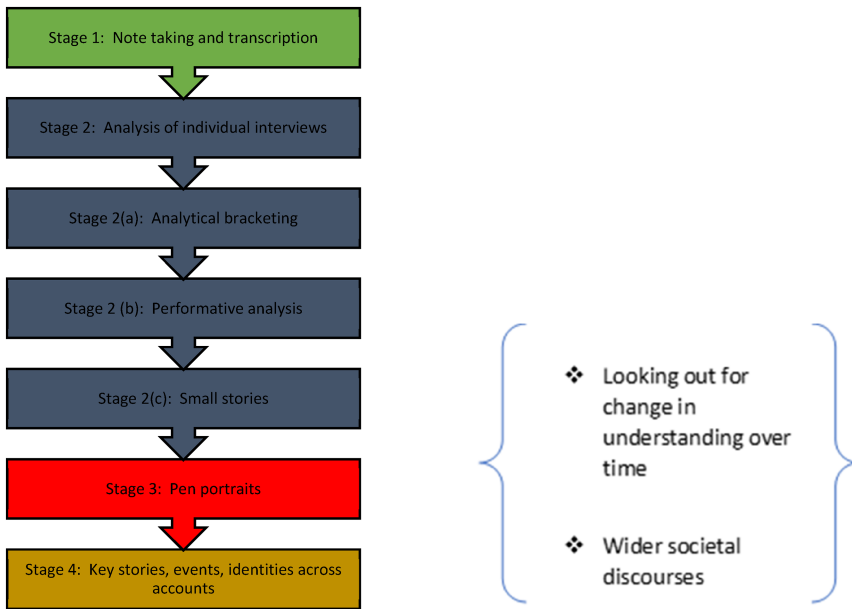 Stage 1:  Note taking and transcription
Stage 2:  Analysis of individual interviews
Stage 2(a):  Analytical bracketing
Stage 2 (b):  Performative analysis
Stage 2(c):  Small stories
Stage 3:  Pen portraits
Stage 4:  Key stories, events, identities across
accounts
❖ Looking out for
change in
understanding over
time
❖ Wider societal
discourses